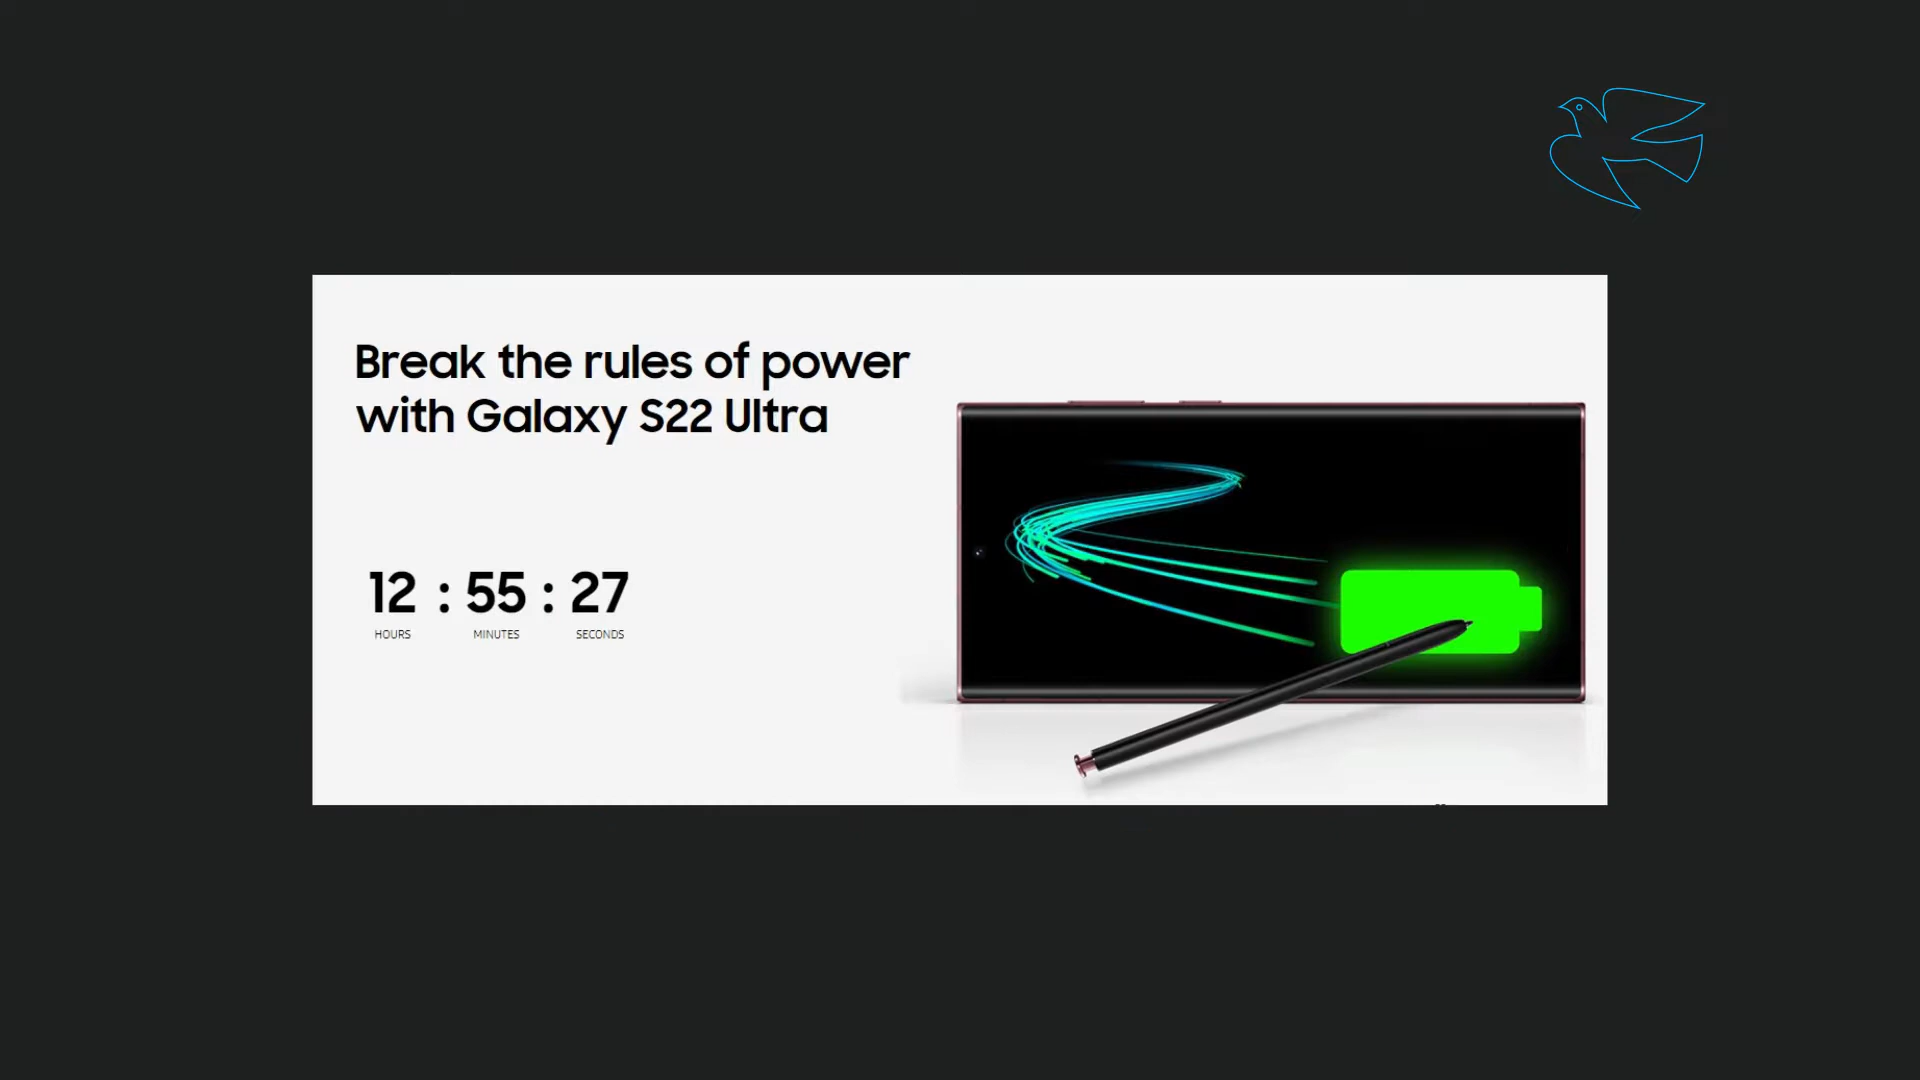 Break the rules of power
with Galaxy S22 Ultra
12 : 55 : 27
HOURS MINUTES SECONDS